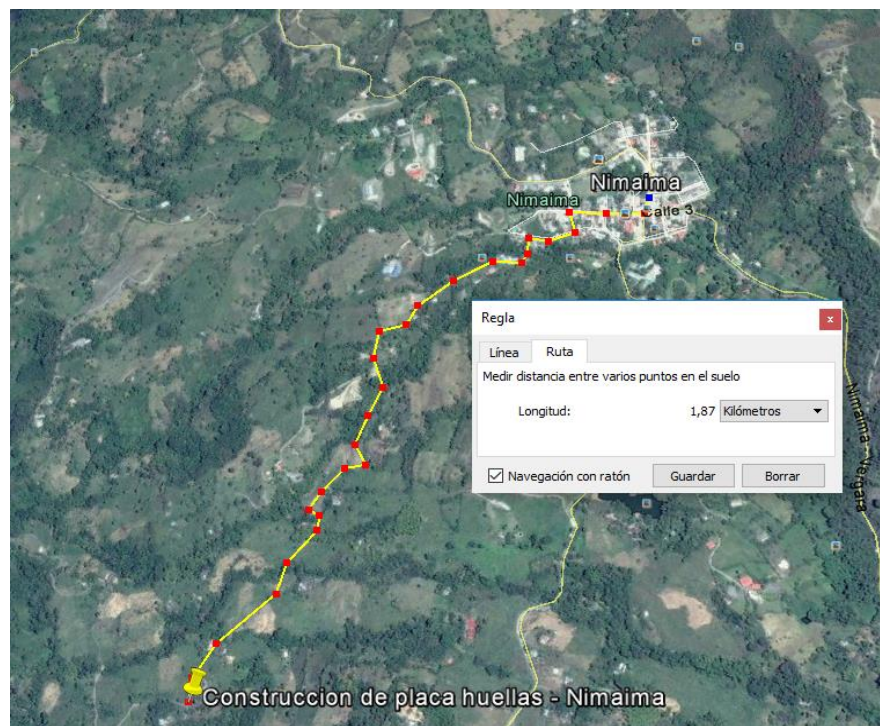 Nimaima
Nimaima
Calle 3
Regla
x
Línea
Ruta
Medir distancia entre varios puntos en el suelo
Longitud:
1,87
Kilómetros
Navegación con ratón
Guardar
Borrar
Nimaima - Vergara
Construccion de placa huellas - Nimaima